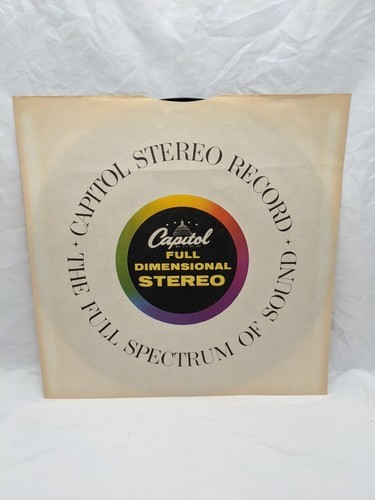 CAPITOL STEREO RECORD
Capitol
FULL
DIMENSIONAL
STEREO
THE FULL SPECTRUM OF SOUND